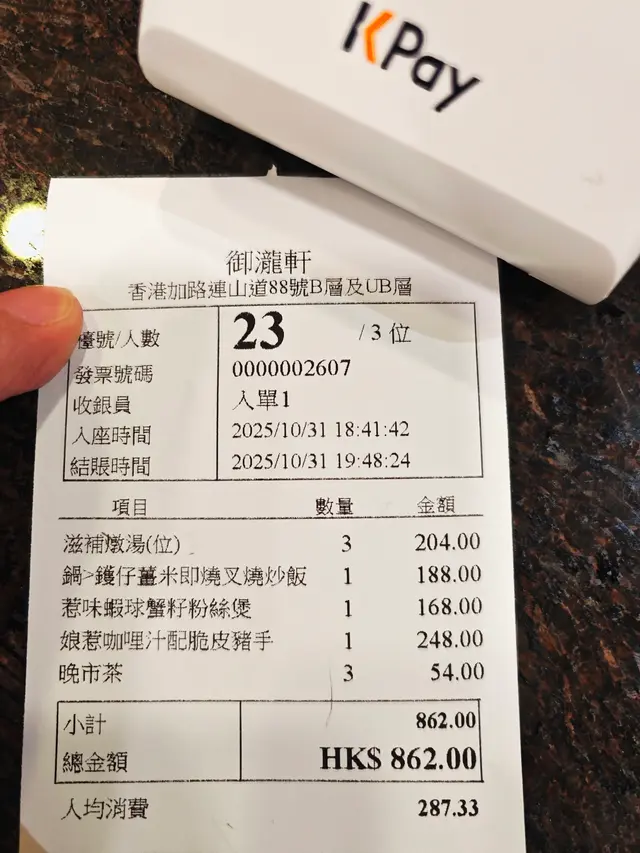 KPay
御瀧軒
香港加路連山道88號B層及UB層
檯號/人數 23 / 3 位
發票號碼 0000002607
收銀員 入單1
入座時間 2025/10/31 18:41:42
結賬時間 2025/10/31 19:48:24
項目 數量 金額
滋補燉湯(位) 3 204.00
鍋>鑊仔薑米即燒叉燒炒飯 1 188.00
惹味蝦球蟹籽粉絲煲 1 168.00
娘惹咖哩汁配脆皮豬手 1 248.00
晚市茶 3 54.00
小計 862.00
總金額 HK$ 862.00
人均消費 287.33